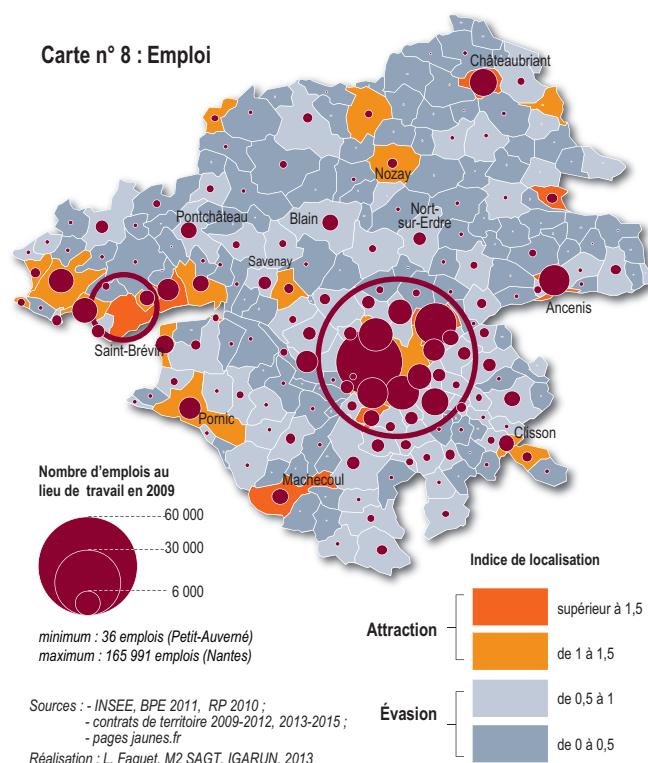 Carte n° 8 : Emploi
Châteaubriant
Nozay
Pontchâteau
Blain
Nort-
sur-Erdre
Savenay
Ancenis
Saint-Brévin
Pornic
Clisson
Machecoul
Nombre d'emplois au
lieu de travail en 2009
60 000
30 000
6 000
minimum : 36 emplois (Petit-Auverné)
maximum : 165 991 emplois (Nantes)
Indice de localisation
Attraction
supérieur à 1,5
de 1 à 1,5
Évasion
de 0,5 à 1
de 0 à 0,5
Sources : - INSEE, BPE 2011, RP 2010 ;
- contrats de territoire 2009-2012, 2013-2015 ;
- pages jaunes.fr
Réalisation : L. Faguet, M2 SAGT, IGARUN, 2013